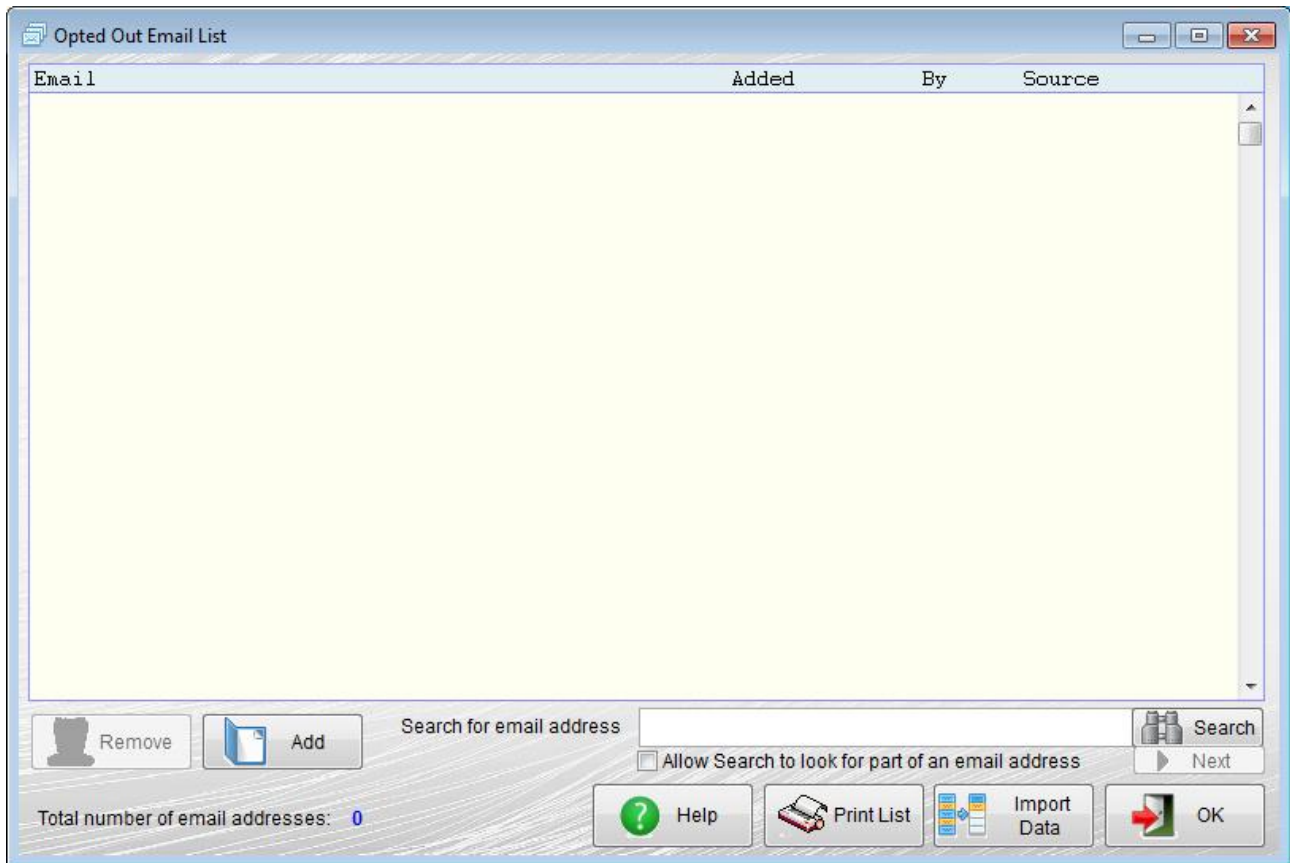 Opted Out Email List
Email Added By Source
Remove
Add
Search for email address
Search
Allow Search to look for part of an email address
Next
Total number of email addresses: 0
Help
Print List
Import
Data
OK